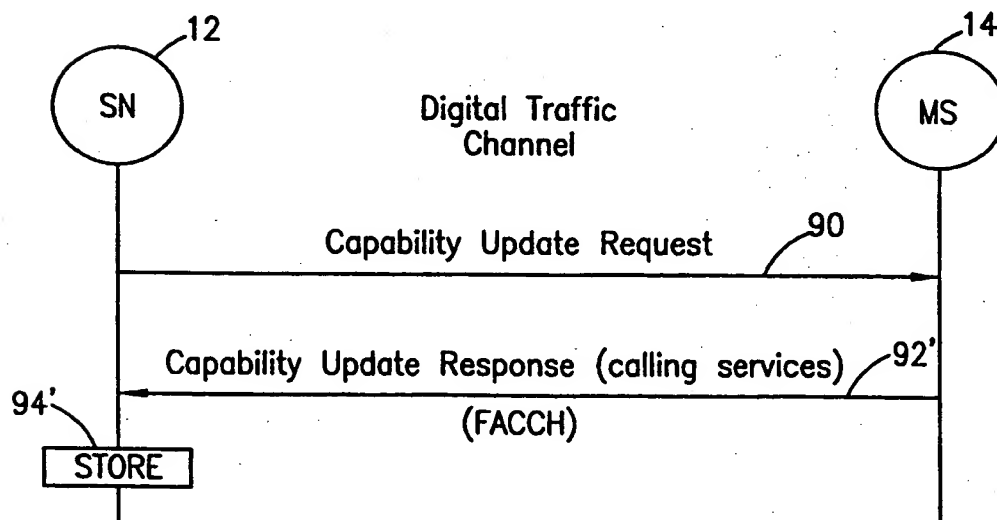 12
14
SN
Digital Traffic
Channel
MS
Capability Update Request
90
Capability Update Response (calling services)
92'
(FACCH)
94'
STORE